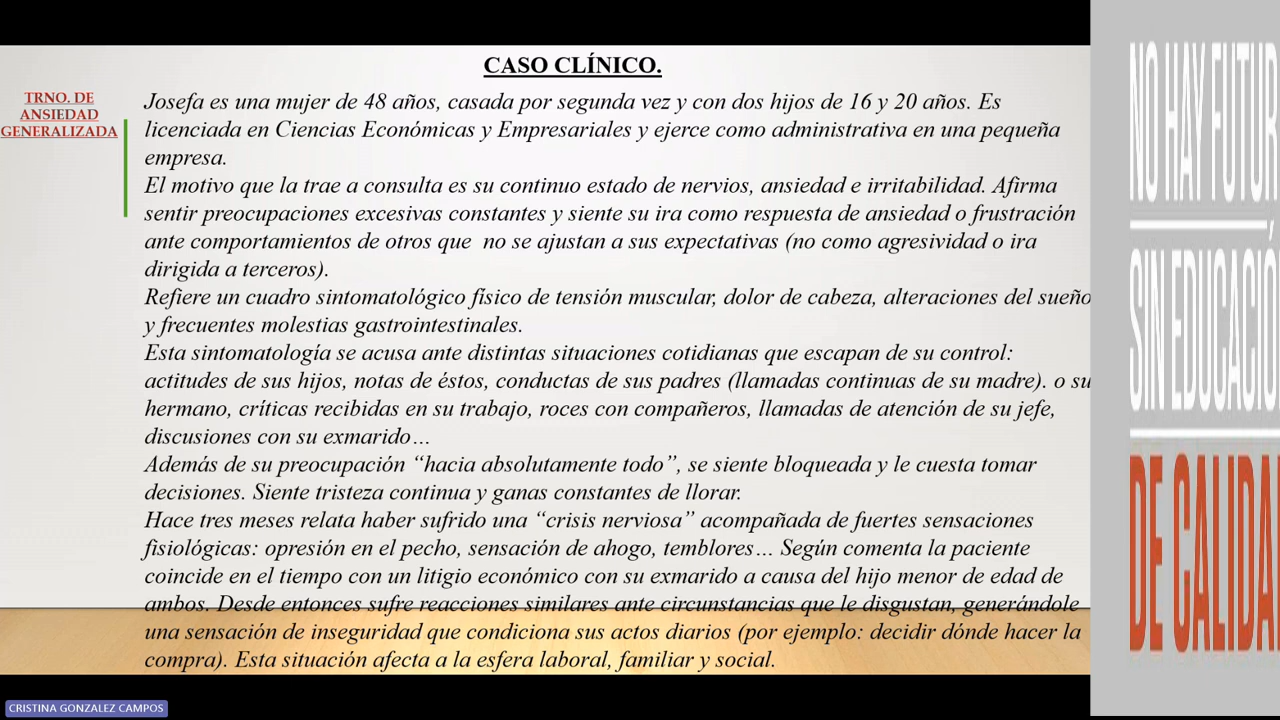 CASO CLÍNICO.
TRNO. DE
ANSIEDAD
GENERALIZADA
Josefa es una mujer de 48 años, casada por segunda vez y con dos hijos de 16 y 20 años. Es
licenciada en Ciencias Económicas y Empresariales y ejerce como administrativa en una pequeña
empresa.
El motivo que la trae a consulta es su continuo estado de nervios, ansiedad e irritabilidad. Afirma
sentir preocupaciones excesivas constantes y siente su ira como respuesta de ansiedad o frustración
ante comportamientos de otros que no se ajustan a sus expectativas (no como agresividad o ira
dirigida a terceros).
Refiere un cuadro sintomatológico físico de tensión muscular, dolor de cabeza, alteraciones del sueño
y frecuentes molestias gastrointestinales.
Esta sintomatología se acusa ante distintas situaciones cotidianas que escapan de su control:
actitudes de sus hijos, notas de éstos, conductas de sus padres (llamadas continuas de su madre). o su
hermano, críticas recibidas en su trabajo, roces con compañeros, llamadas de atención de su jefe,
discusiones con su exmarido…
Además de su preocupación “hacia absolutamente todo”, se siente bloqueada y le cuesta tomar
decisiones. Siente tristeza continua y ganas constantes de llorar.
Hace tres meses relata haber sufrido una “crisis nerviosa” acompañada de fuertes sensaciones
fisiológicas: opresión en el pecho, sensación de ahogo, temblores… Según comenta la paciente
coincide en el tiempo con un litigio económico con su exmarido a causa del hijo menor de edad de
ambos. Desde entonces sufre reacciones similares ante circunstancias que le disgustan, generándole
una sensación de inseguridad que condiciona sus actos diarios (por ejemplo: decidir dónde hacer la
compra). Esta situación afecta a la esfera laboral, familiar y social.
NO HAY FUTUR
SIN EDUCACIÓ
DE CALIDA
CRISTINA GONZALEZ CAMPOS